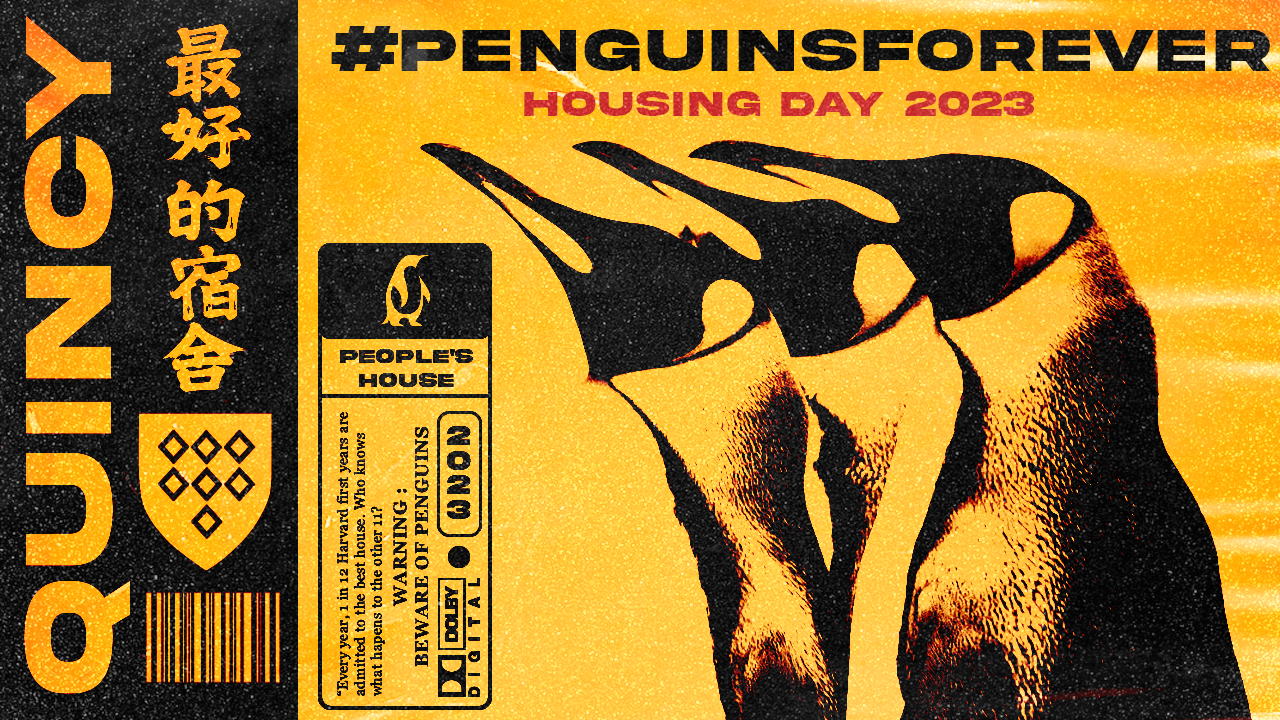 QUINCY
最好的宿舍
#PENGUINSFOREVER
HOUSING DAY 2023
PEOPLE'S
HOUSE
"Every year, 1 in 12 Harvard first years are
admitted to the best house. Who knows
what happens to the other 11?
WARNING :
BEWARE OF PENGUINS
DOLBY
DIGITAL